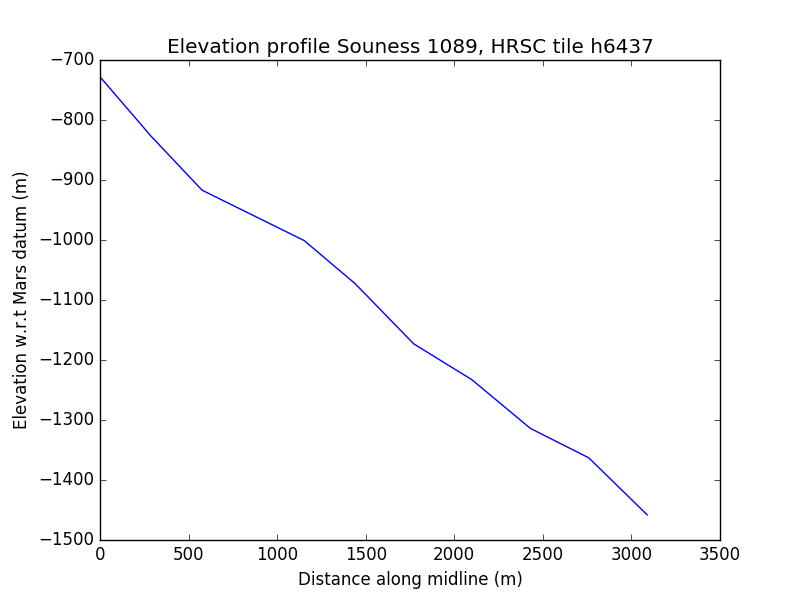 Elevation profile Souness 1089, HRSC tile h6437
−700
−800
−900
−1000
−1100
−1200
−1300
−1400
−1500
Elevation w.r.t Mars datum (m)
0 500 1000 1500 2000 2500 3000 3500
Distance along midline (m)